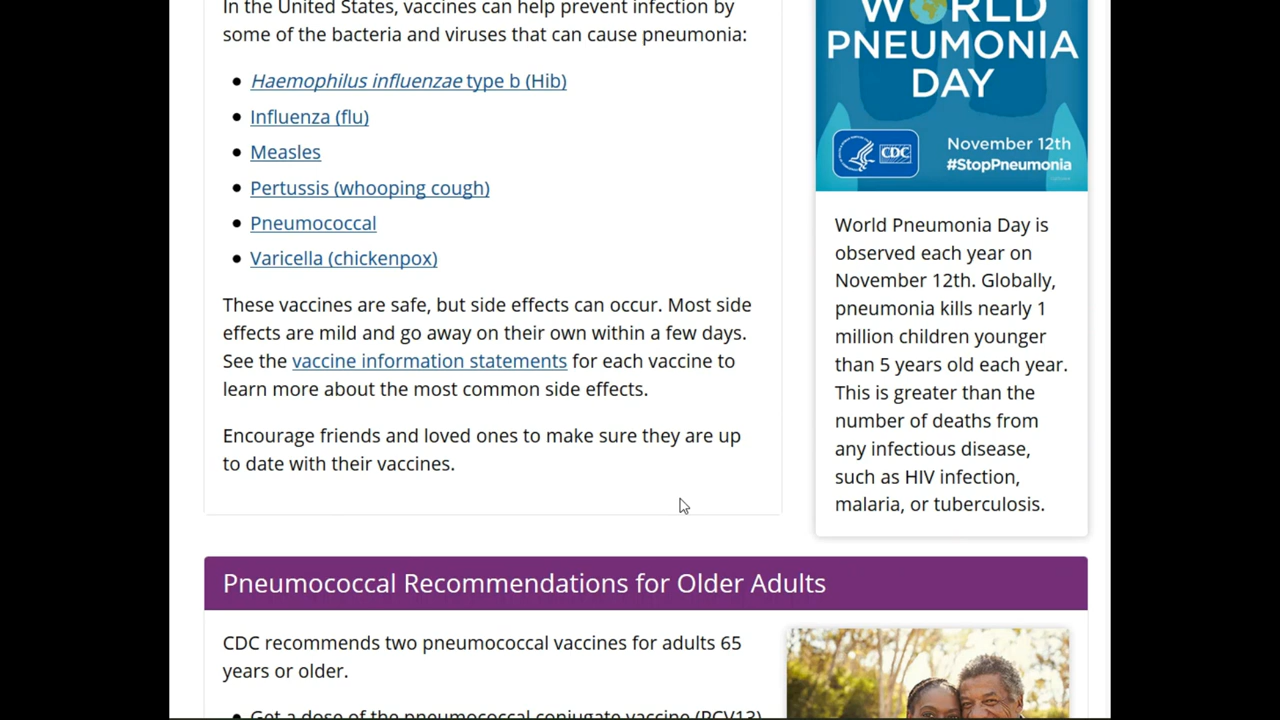 In the United States, vaccines can help prevent infection by
some of the bacteria and viruses that can cause pneumonia:
Haemophilus influenzae type b (Hib)
Influenza (flu)
Measles
Pertussis (whooping cough)
Pneumococcal
Varicella (chickenpox)
These vaccines are safe, but side effects can occur. Most side
effects are mild and go away on their own within a few days.
See the vaccine information statements for each vaccine to
learn more about the most common side effects.
Encourage friends and loved ones to make sure they are up
to date with their vaccines.
WORLD
PNEUMONIA
DAY
CDC
November 12th
#StopPneumonia
World Pneumonia Day is
observed each year on
November 12th. Globally,
pneumonia kills nearly 1
million children younger
than 5 years old each year.
This is greater than the
number of deaths from
any infectious disease,
such as HIV infection,
malaria, or tuberculosis.
Pneumococcal Recommendations for Older Adults
CDC recommends two pneumococcal vaccines for adults 65
years or older.
Get a dose of the pneumococcal conjugate vaccine (PCV13)